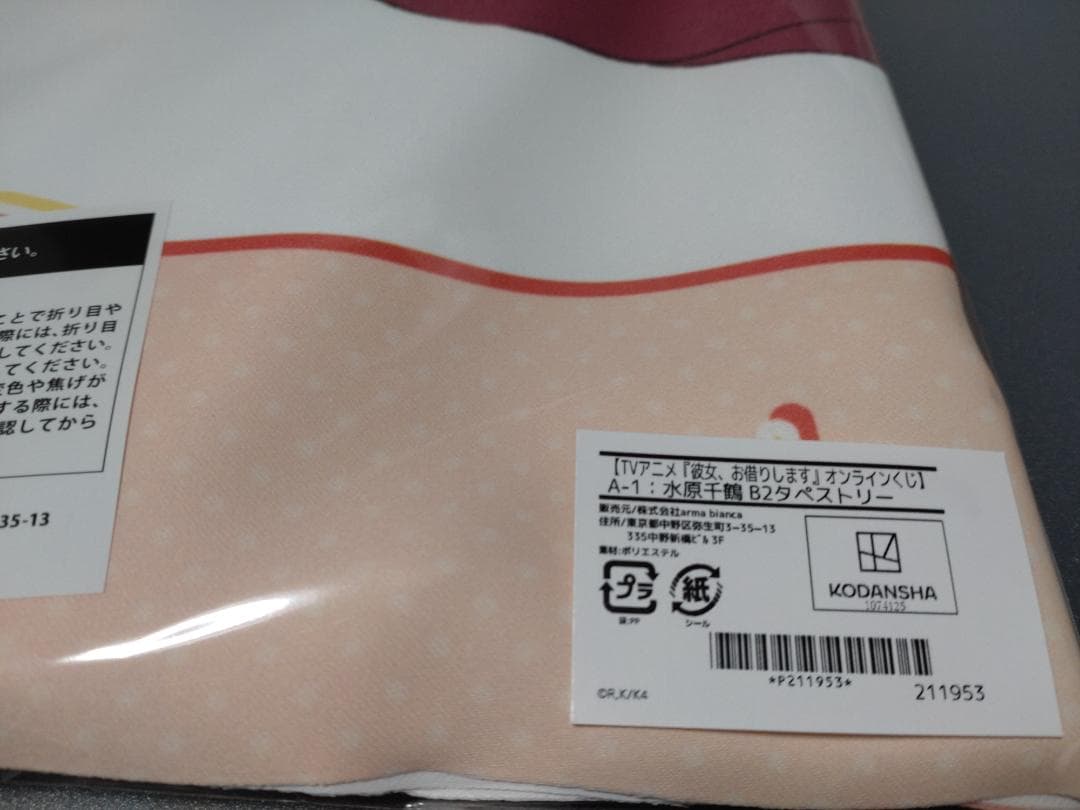 さい。
ことで折り目や
際には、折り目
してください。
てください。
色や焦げが
する際には、
認してから
35-13
【TVアニメ『彼女、お借りします』オンラインくじ】
A-1：水原千鶴 B2タペストリー
販売元/株式会社arma bianca
住所/東京都中野区弥生町3-35-13
335中野新橋ビル3F
素材:ポリエステル
プラ
紙
袋:PP
シール
KODANSHA
1074125
*P211953*
©R,K/K4
211953